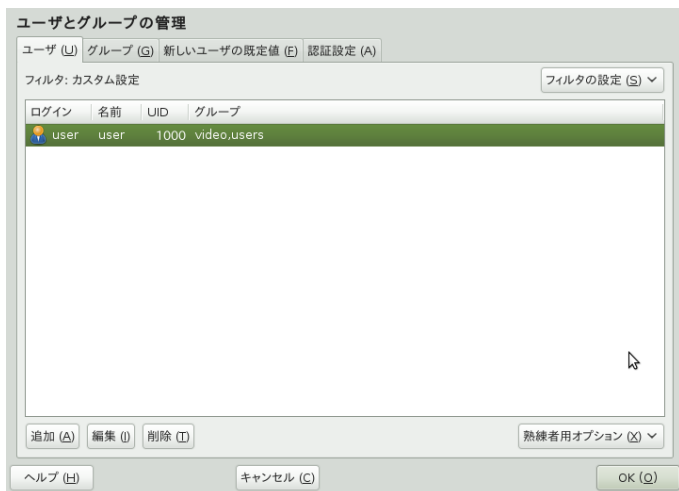 ユーザとグループの管理
ユーザ (U) グループ (G) 新しいユーザの既定値 (F) 認証設定 (A)
フィルタ: カスタム設定 フィルタの設定 (S)
ログイン 名前 UID グループ
user user 1000 video,users
追加 (A) 編集 (I) 削除 (T) 熟練者用オプション (X)
ヘルプ (H) キャンセル (C) OK (O)